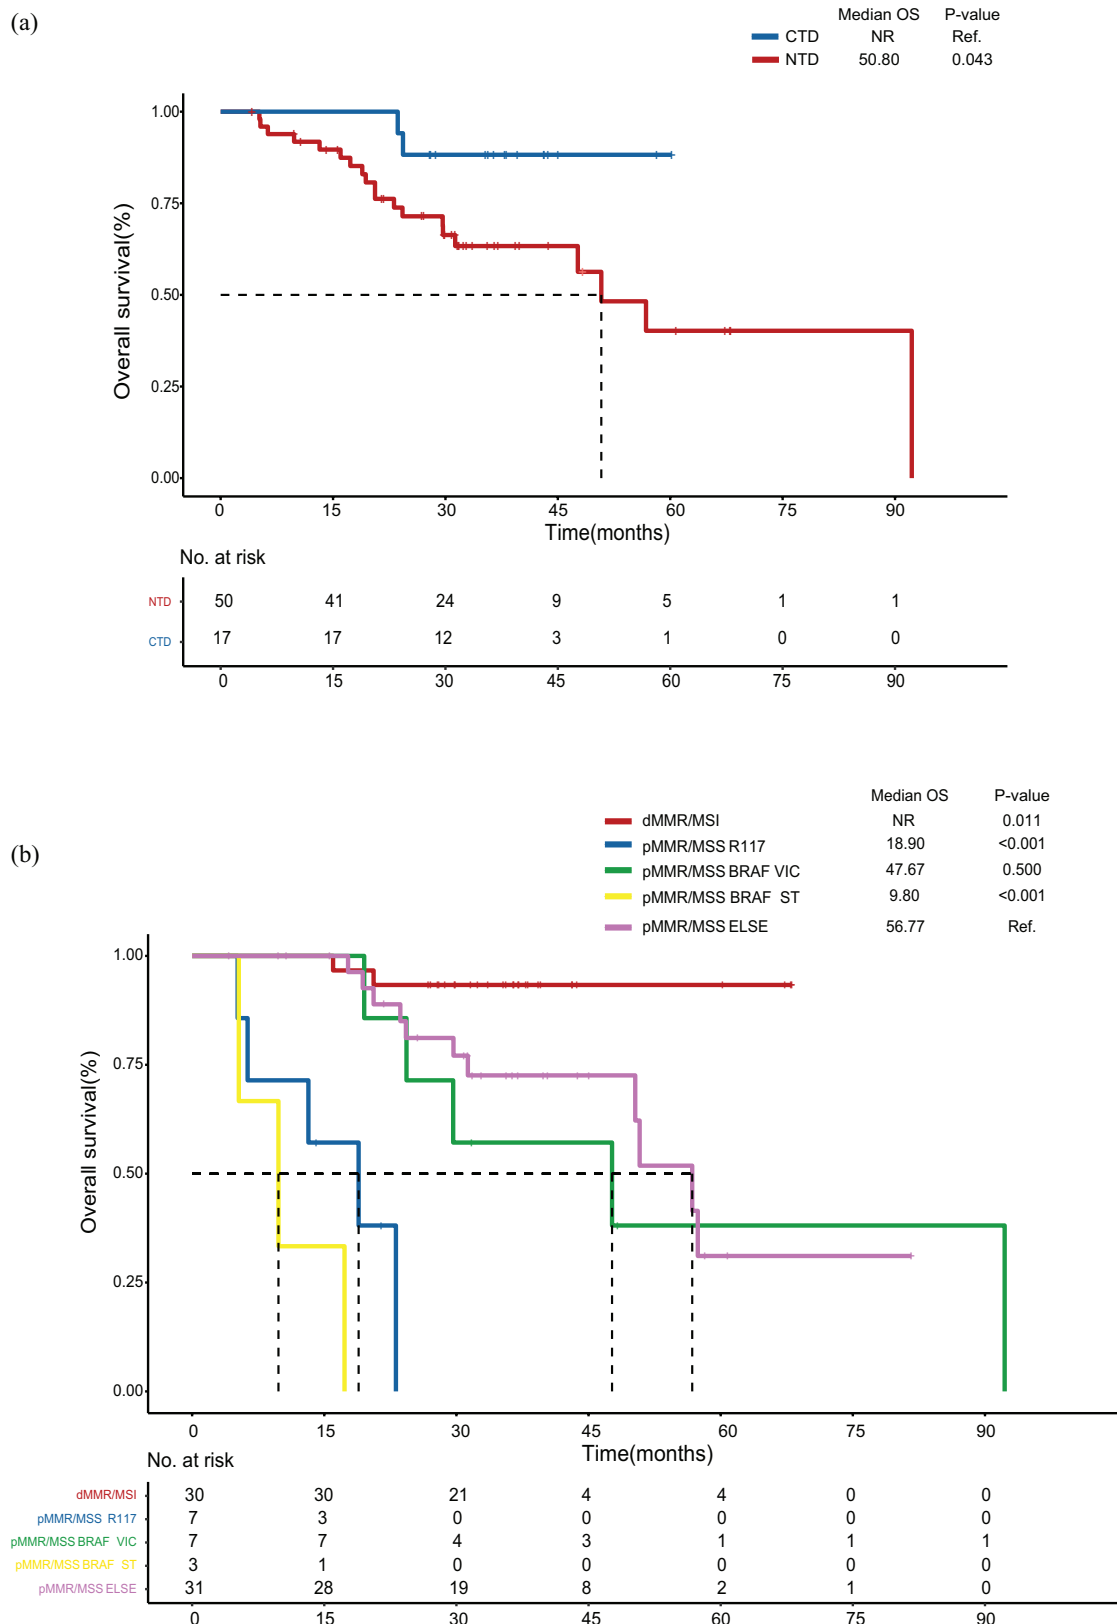 (a)
Median OS P-value
CTD NR Ref.
NTD 50.80 0.043
Overall survival(%)
1.00
0.75
0.50
0.25
0.00
0 15 30 45 60 75 90
Time(months)
No. at risk
NTD 50 41 24 9 5 1 1
CTD 17 17 12 3 1 0 0
0 15 30 45 60 75 90
(b)
Median OS P-value
dMMR/MSI NR 0.011
pMMR/MSS R117 18.90 <0.001
pMMR/MSS BRAF VIC 47.67 0.500
pMMR/MSS BRAF ST 9.80 <0.001
pMMR/MSS ELSE 56.77 Ref.
Overall survival(%)
1.00
0.75
0.50
0.25
0.00
0 15 30 45 60 75 90
Time(months)
No. at risk
dMMR/MSI 30 30 21 4 4 0 0
pMMR/MSS R117 7 3 0 0 0 0 0
pMMR/MSS BRAF VIC 7 7 4 3 1 1 1
pMMR/MSS BRAF ST 3 1 0 0 0 0 0
pMMR/MSS ELSE 31 28 19 8 2 1 0
0 15 30 45 60 75 90